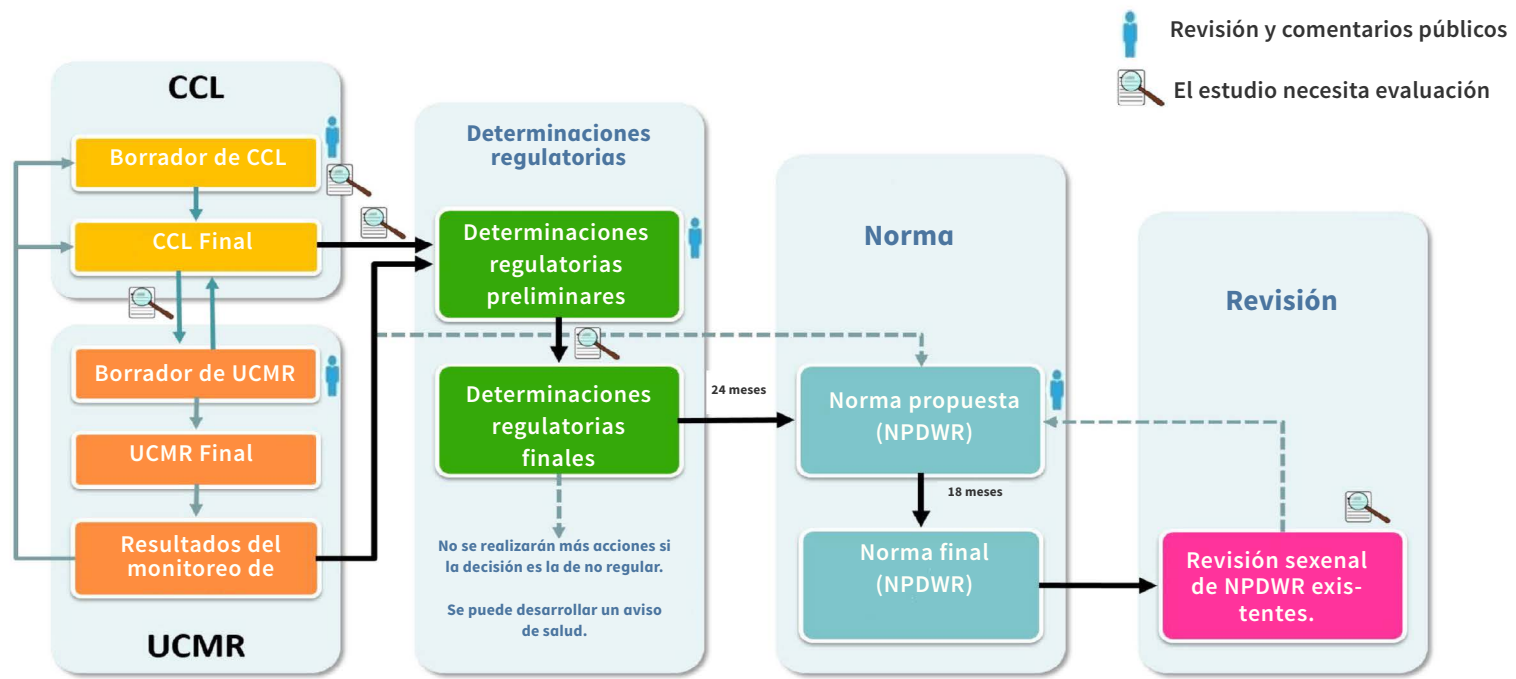 Revisión y comentarios públicos
El estudio necesita evaluación
CCL
Borrador de CCL
CCL Final
Borrador de UCMR
UCMR Final
Resultados del
monitoreo de
UCMR
Determinaciones
regulatorias
Determinaciones
regulatorias
preliminares
Determinaciones
regulatorias
finales
No se realizarán más acciones si
la decisión es la de no regular.
Se puede desarrollar un aviso
de salud.
24 meses
Norma
Norma propuesta
(NPDWR)
18 meses
Norma final
(NPDWR)
Revisión
Revisión sexenal
de NPDWR exis-
tentes.